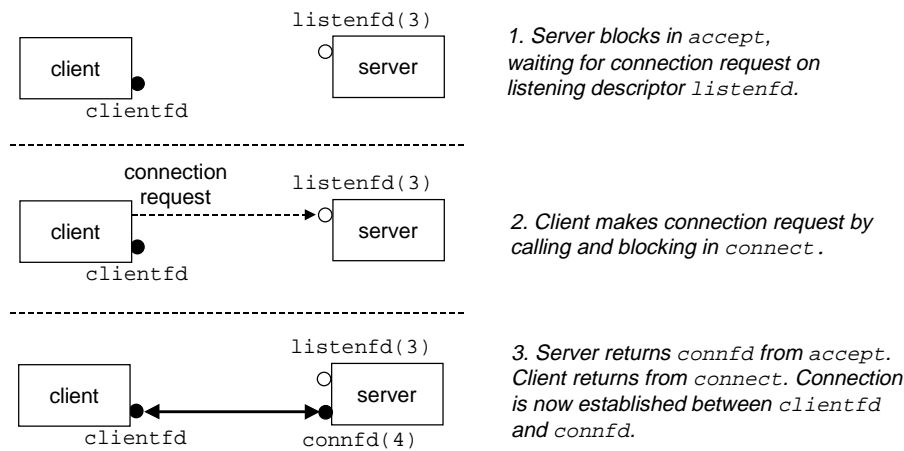 listenfd(3)
client
server
clientfd
1. Server blocks in accept,
waiting for connection request on
listening descriptor listenfd.
connection
request
listenfd(3)
client
server
clientfd
2. Client makes connection request by
calling and blocking in connect.
listenfd(3)
client
server
clientfd
connfd(4)
3. Server returns connfd from accept.
Client returns from connect. Connection
is now established between clientfd
and connfd.